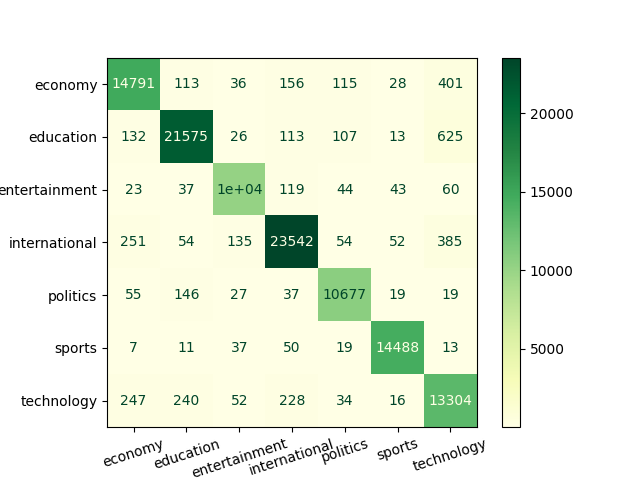 economy 14791 113 36 156 115 28 401
20000
education 132 21575 26 113 107 13 625
entertainment 23 37 1e+04 119 44 43 60
15000
international 251 54 135 23542 54 52 385
10000
politics 55 146 27 37 10677 19 19
sports 7 11 37 50 19 14488 13
5000
technology 247 240 52 228 34 16 13304
economy education entertainment international politics sports technology